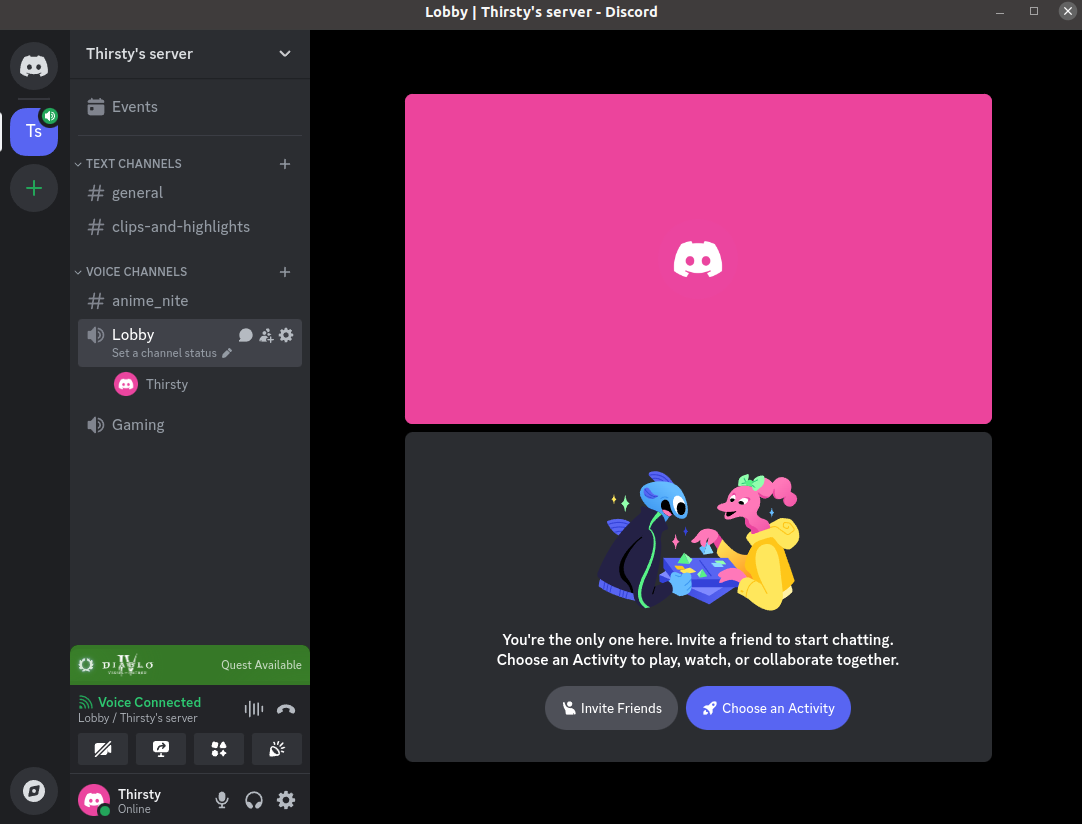 Lobby | Thirsty's server - Discord
Thirsty's server
Ts
Events
TEXT CHANNELS
general
clips-and-highlights
VOICE CHANNELS
anime_nite
Lobby
Set a channel status
Thirsty
Gaming
DIABLO IV
Quest Available
Voice Connected
Lobby / Thirsty's server
Thirsty
Online
You're the only one here. Invite a friend to start chatting.
Choose an Activity to play, watch, or collaborate together.
Invite Friends
Choose an Activity